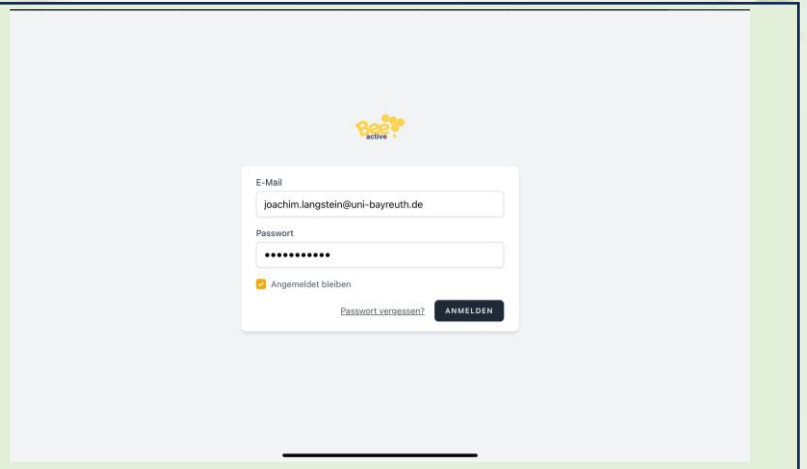 Bee
active
E-Mail
joachim.langstein@uni-bayreuth.de
Passwort
•••••••••••
Angemeldet bleiben
Passwort vergessen? ANMELDEN